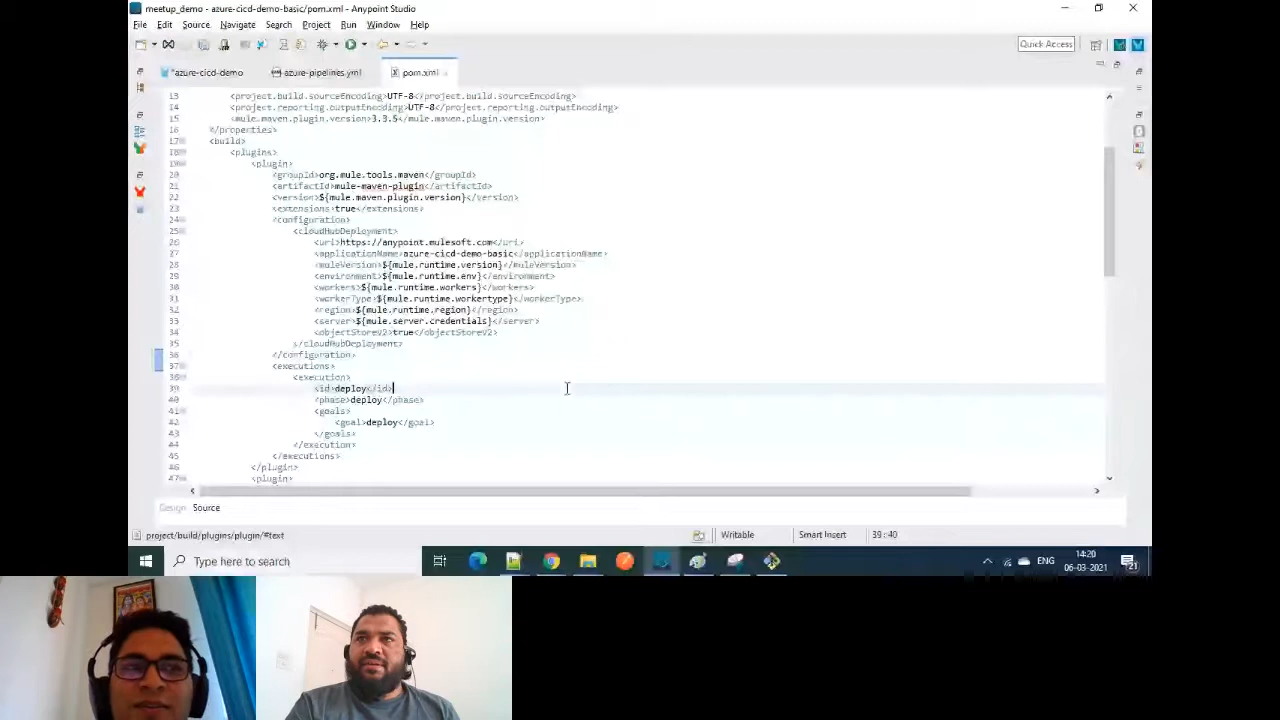 meetup_demo - azure-cicd-demo-basic/pom.xml - Anypoint Studio
File Edit Source Navigate Search Project Run Window Help
Quick Access
*azure-cicd-demo azure-pipelines.yml pom.xml
13 <project.build.sourceEncoding>UTF-8</project.build.sourceEncoding>
14 <project.reporting.outputEncoding>UTF-8</project.reporting.outputEncoding>
15 <mule.maven.plugin.version>3.3.5</mule.maven.plugin.version>
16 </properties>
17 <build>
18 <plugins>
19 <plugin>
20 <groupId>org.mule.tools.maven</groupId>
21 <artifactId>mule-maven-plugin</artifactId>
22 <version>${mule.maven.plugin.version}</version>
23 <extensions>true</extensions>
24 <configuration>
25 <cloudHubDeployment>
26 <uri>https://anypoint.mulesoft.com</uri>
27 <applicationName>azure-cicd-demo-basic</applicationName>
28 <muleVersion>${mule.runtime.version}</muleVersion>
29 <environment>${mule.runtime.env}</environment>
30 <workers>${mule.runtime.workers}</workers>
31 <workerType>${mule.runtime.workertype}</workerType>
32 <region>${mule.runtime.region}</region>
33 <server>${mule.server.credentials}</server>
34 <objectStoreV2>true</objectStoreV2>
35 </cloudHubDeployment>
36 </configuration>
37 <executions>
38 <execution>
39 <id>deploy</id>
40 <phase>deploy</phase>
41 <goals>
42 <goal>deploy</goal>
43 </goals>
44 </execution>
45 </executions>
46 </plugin>
47 <plugin>
Design Source
project/build/plugins/plugin/#text Writable Smart Insert 39 : 40
Type here to search
ENG
14:20
06-03-2021
21